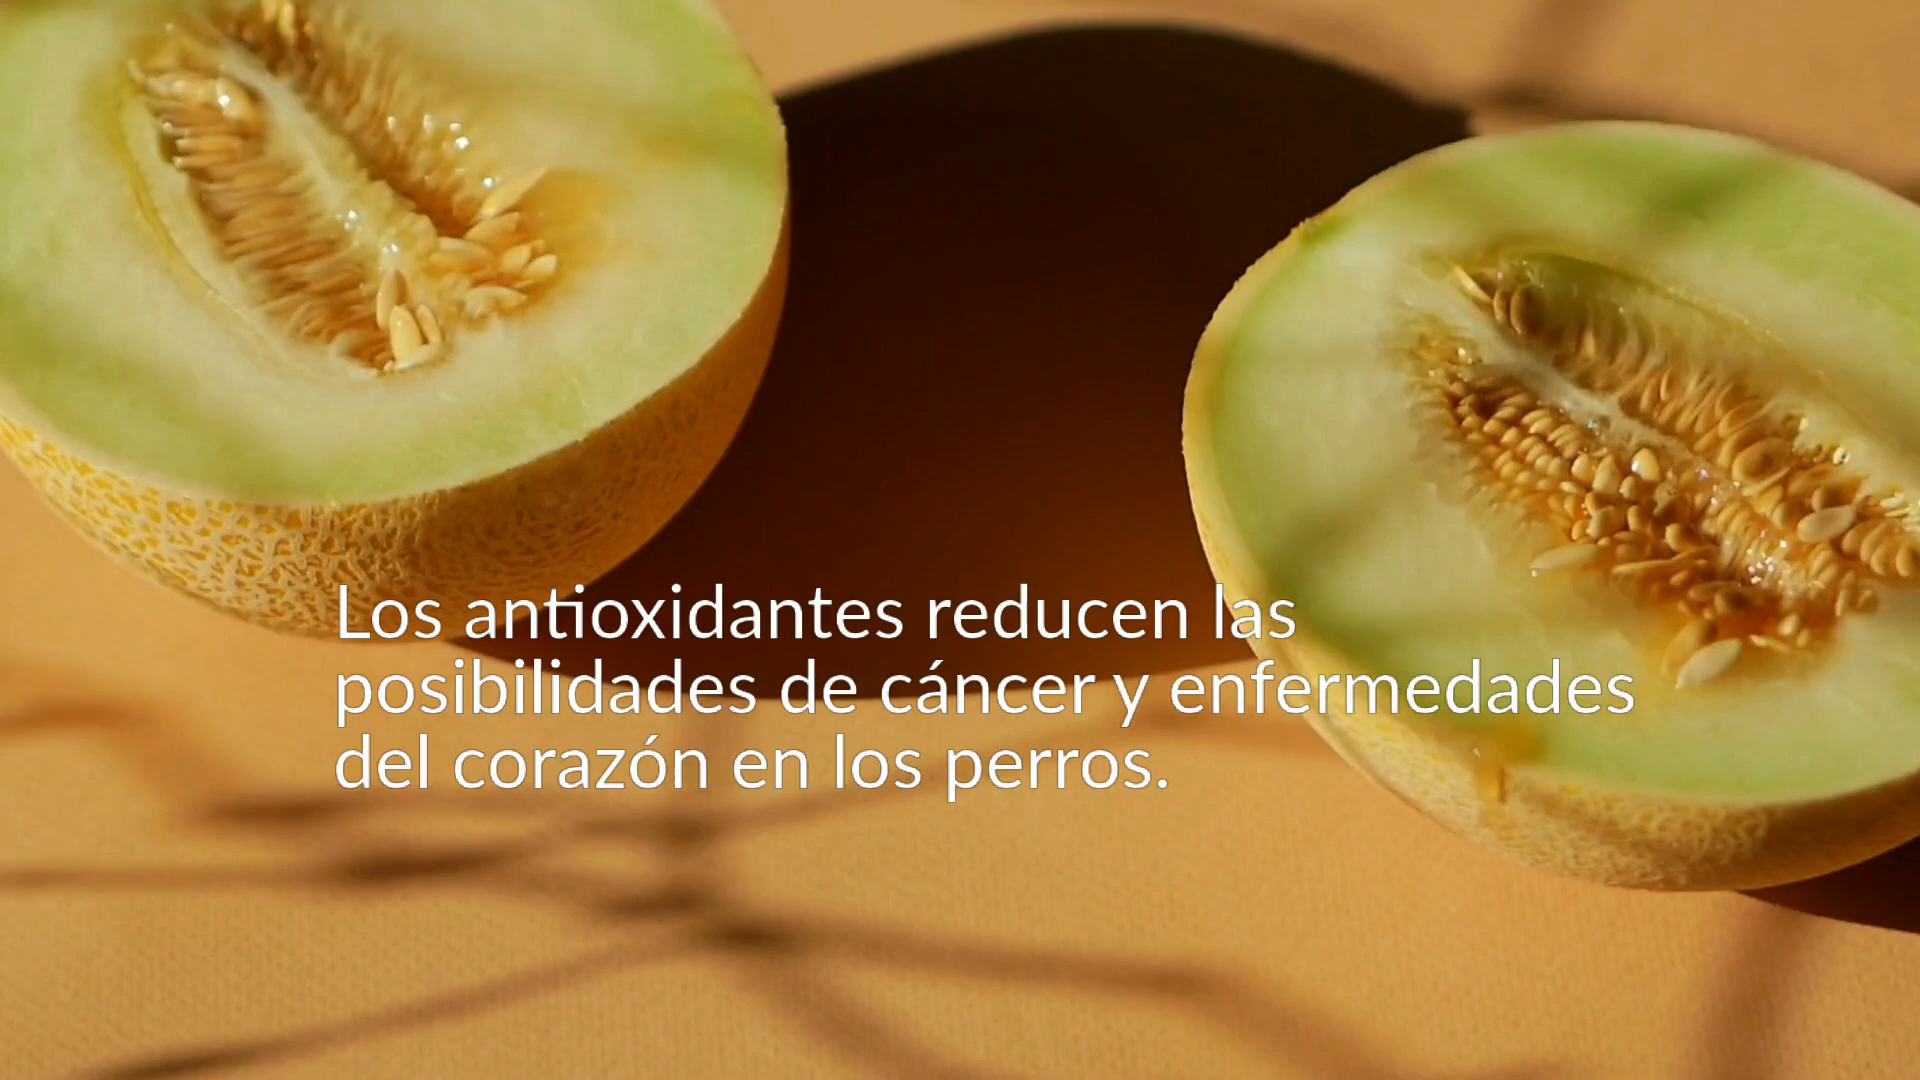 Los antioxidantes reducen las
posibilidades de cáncer y enfermedades
del corazón en los perros.